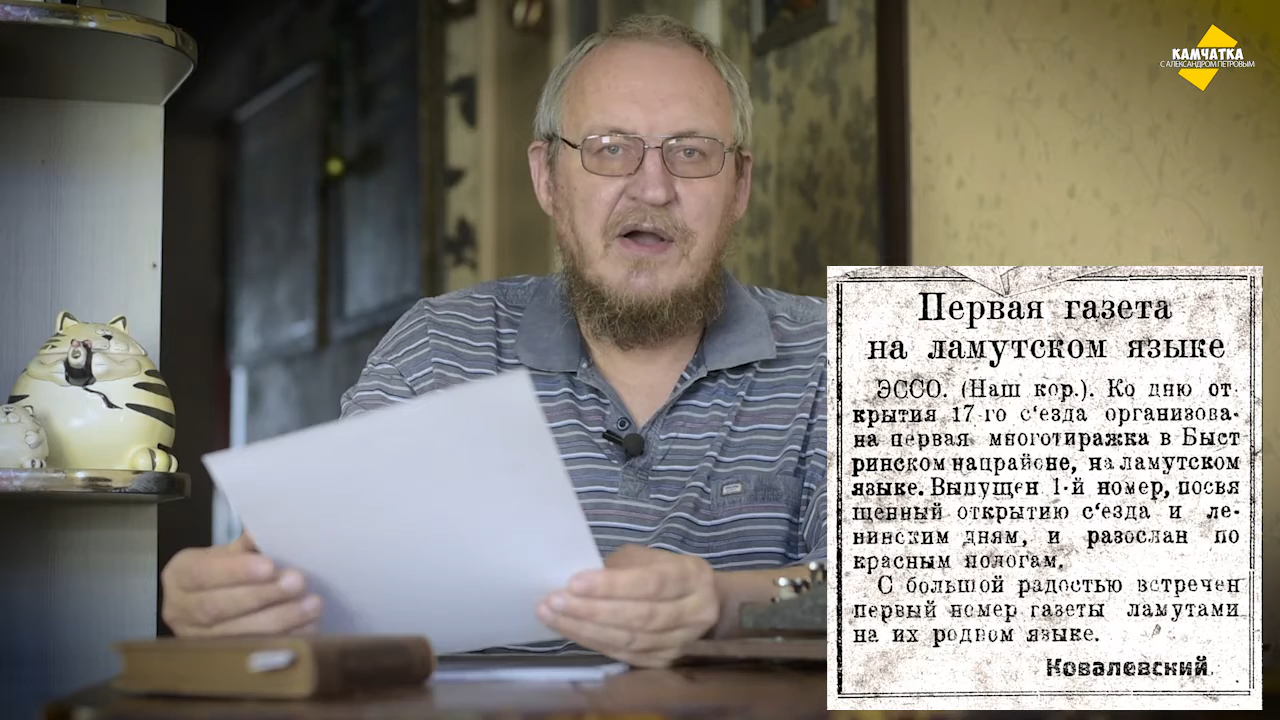 КАМЧАТКА
С АЛЕКСАНДРОМ ПЕТРОВЫМ
Первая газета
на ламутском языке
ЭССО. (Наш кор.). Ко дню от
крытия 17-го с'езда организова-
на первая многотиражка в Быст
ринском нацрайоне, на ламутском
языке. Выпущен 1-й номер, посвя
щенный открытию с'езда и ле-
нинским дням, и разослан по
красным пологам.
С большой радостью встречен
первый номер газеты ламутами
на их родном языке.
Ковалевский.